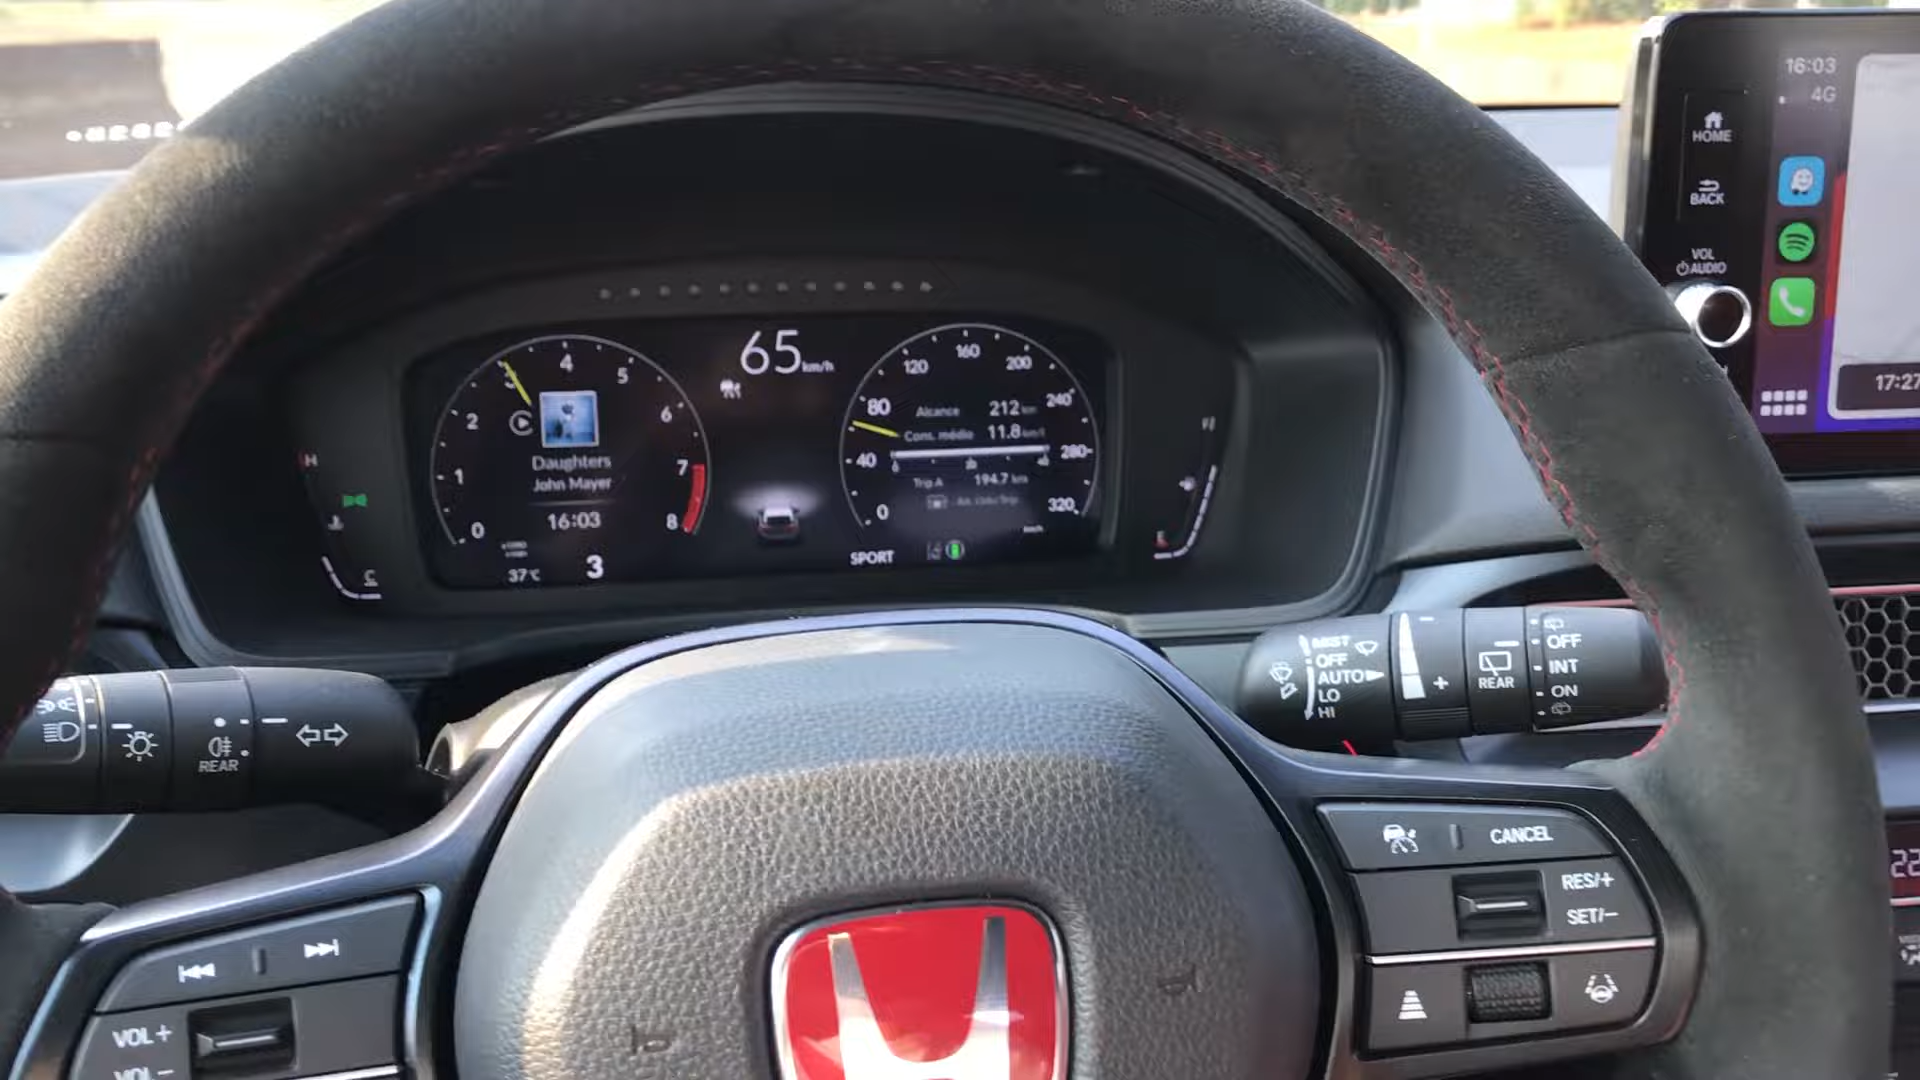 16:03
4G
HOME
BACK
VOL
AUDIO
17:27
65 km/h
0
1
2
3
4
5
6
7
8
Daughters
John Mayer
16:03
37°C
3
0
40
80
120
160
200
240
280
320
Alcance 212 km
Cons. médio 11.8 km/l
Trip A 194.7 km
km/h
SPORT
H
C
F
E
REAR
MIST
OFF
AUTO
LO
HI
- +
REAR
OFF
INT
ON
CANCEL
RES/+
SET/-
VOL+
VOL-
22